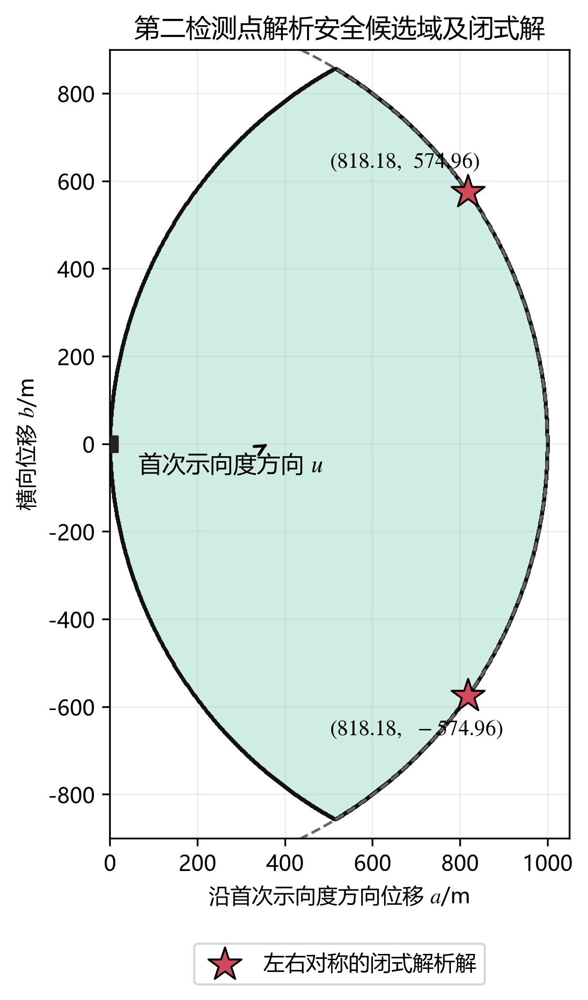 第二检测点解析安全候选域及闭式解
800
600
400
200
0
-200
-400
-600
-800
横向位移 b/m
(818.18, 574.96)
首次示向度方向 u
(818.18, −574.96)
0 200 400 600 800 1000
沿首次示向度方向位移 a/m
左右对称的闭式解析解